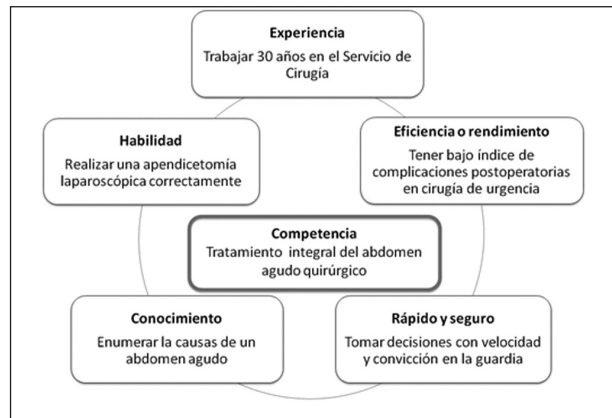 Experiencia
Trabajar 30 años en el Servicio de
Cirugía
Habilidad
Realizar una apendicetomía
laparoscópica correctamente
Eficiencia o rendimiento
Tener bajo índice de
complicaciones postoperatorias
en cirugía de urgencia
Competencia
Tratamiento integral del abdomen
agudo quirúrgico
Conocimiento
Enumerar la causas de un
abdomen agudo
Rápido y seguro
Tomar decisiones con velocidad
y convicción en la guardia